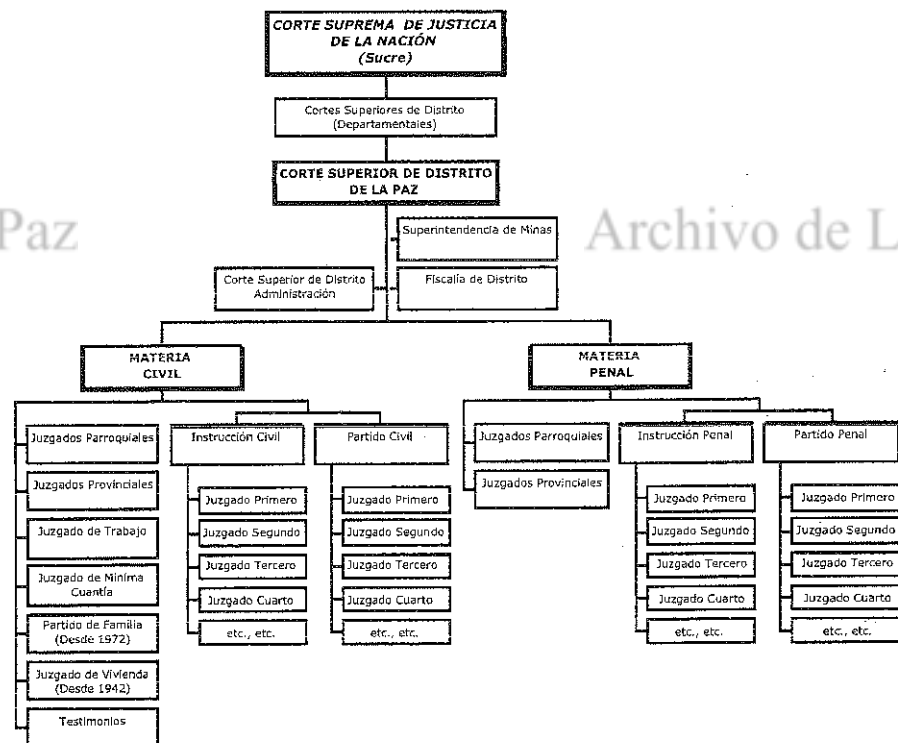 CORTE SUPREMA DE JUSTICIA
DE LA NACIÓN
(Sucre)
Cortes Superiores de Distrito
(Departamentales)
CORTE SUPERIOR DE DISTRITO
DE LA PAZ
Paz
Archivo de L
Superintendencia de Minas
Corte Superior de Distrito
Administración
Fiscalía de Distrito
MATERIA
CIVIL
Juzgados Parroquiales
Juzgados Provinciales
Juzgado de Trabajo
Juzgado de Mínima
Cuantía
Partido de Familia
(Desde 1972)
Juzgado de Vivienda
(Desde 1942)
Testimonios
Instrucción Civil
Juzgado Primero
Juzgado Segundo
Juzgado Tercero
Juzgado Cuarto
etc., etc.
Partido Civil
Juzgado Primero
Juzgado Segundo
Juzgado Tercero
Juzgado Cuarto
etc., etc.
MATERIA
PENAL
Juzgados Parroquiales
Juzgados Provinciales
Instrucción Penal
Juzgado Primero
Juzgado Segundo
Juzgado Tercero
Juzgado Cuarto
etc., etc.
Partido Penal
Juzgado Primero
Juzgado Segundo
Juzgado Tercero
Juzgado Cuarto
etc., etc.